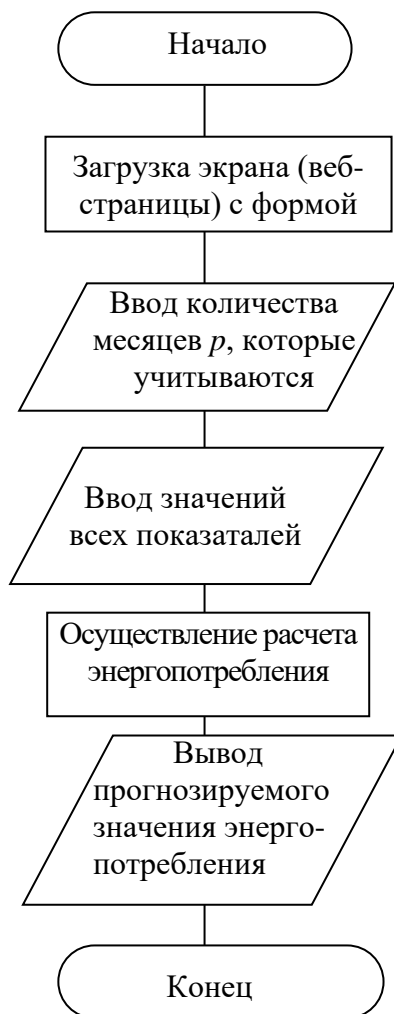 Начало
Загрузка экрана (веб-
страницы) с формой
Ввод количества
месяцев p, которые
учитываются
Ввод значений
всех показаталей
Осуществление расчета
энергопотребления
Вывод
прогнозируемого
значения энерго-
потребления
Конец